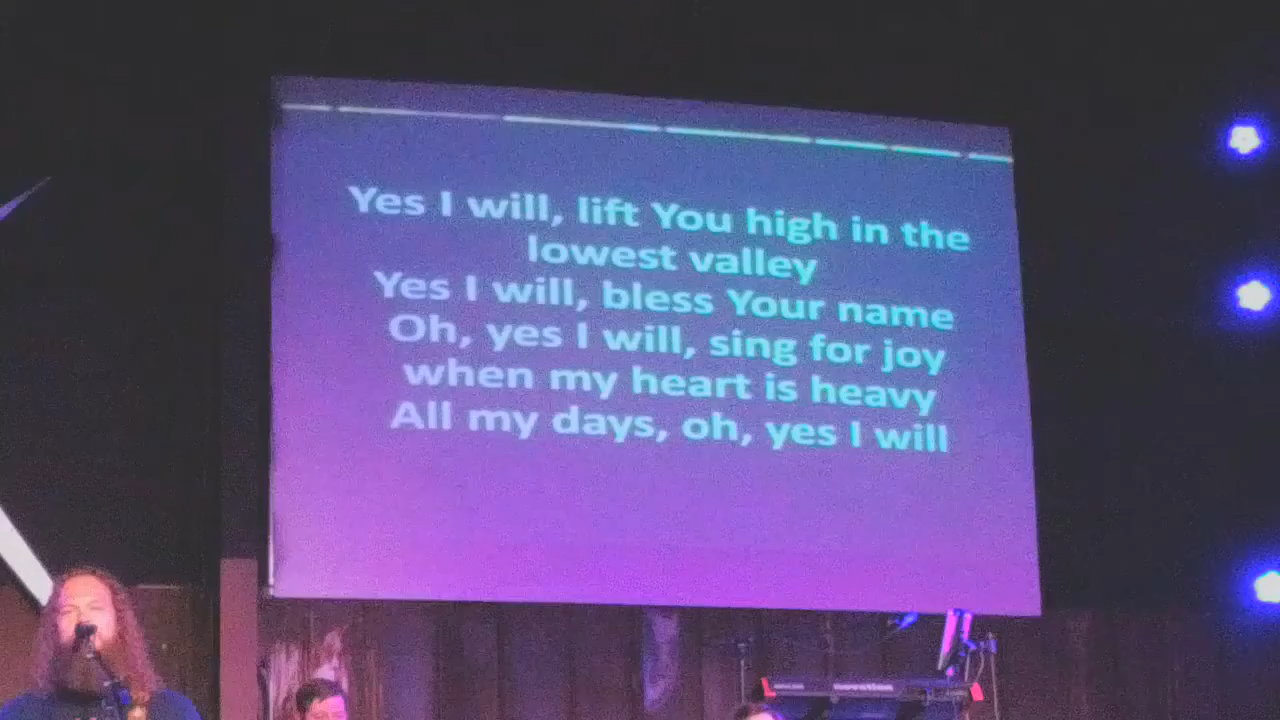 Yes I will, lift You high in the
lowest valley
Yes I will, bless Your name
Oh, yes I will, sing for joy
when my heart is heavy
All my days, oh, yes I will
novation